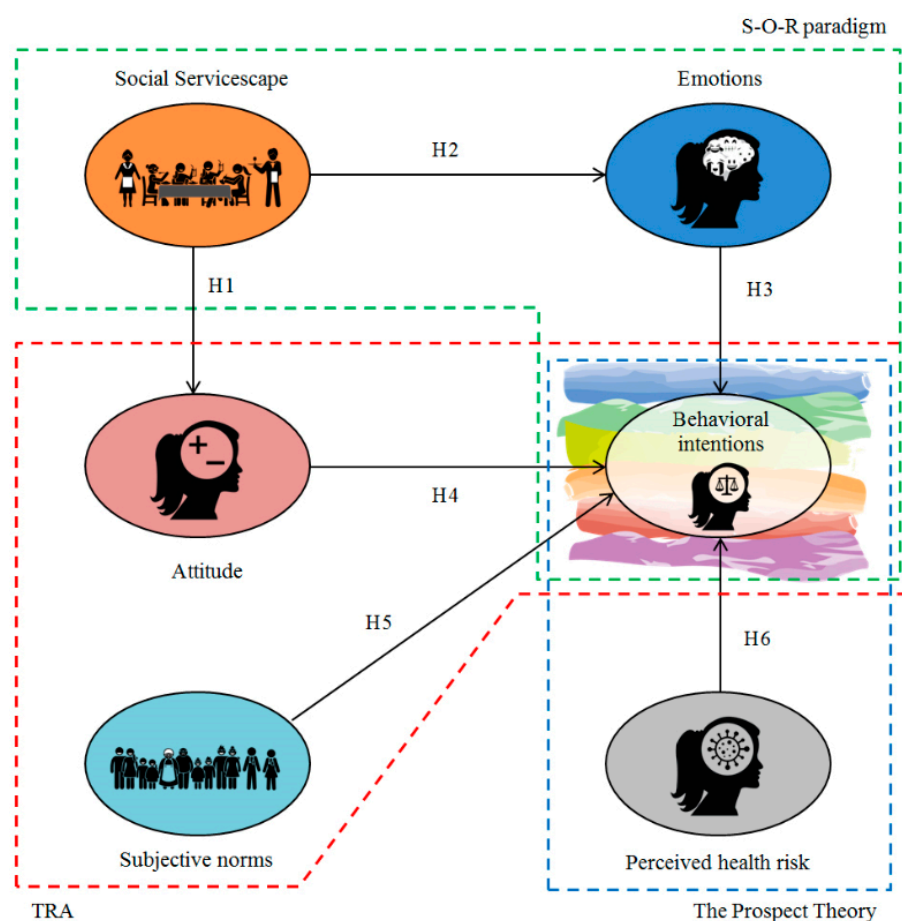 S-O-R paradigm
Social Servicescape
Emotions
H2
H1
H3
Behavioral
intentions
H4
Attitude
H5
H6
Subjective norms
Perceived health risk
TRA
The Prospect Theory